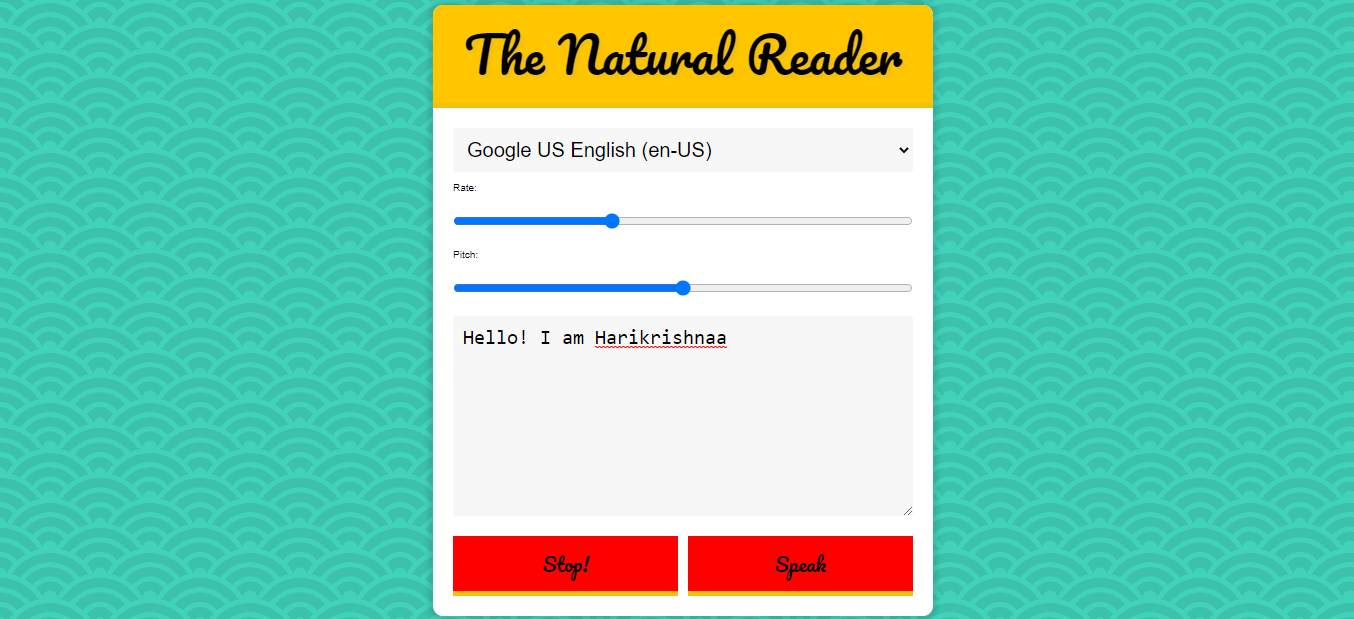 The Natural Reader
Google US English (en-US)
Rate:
Pitch:
Hello! I am Harikrishnaa
Stop!
Speak